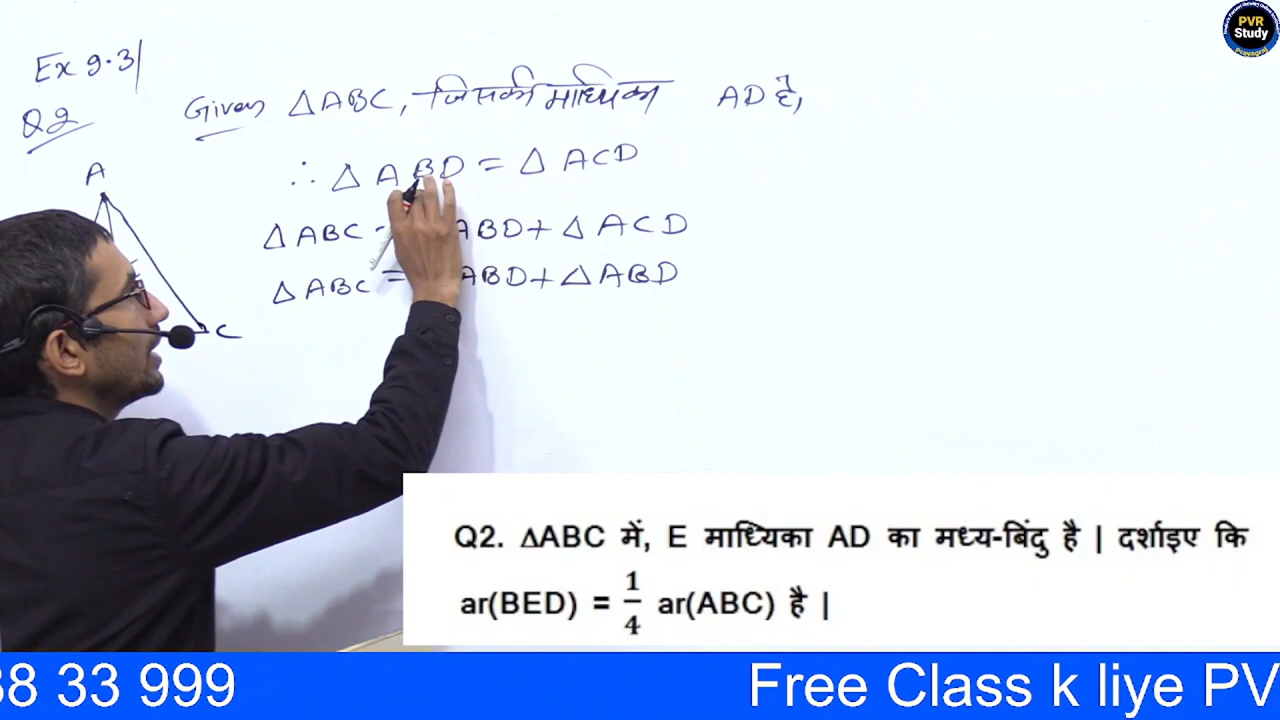 PVR
Study
Ex 9.3
Q2 Given △ABC, जिसकी माध्यिका AD है,
∴ △ABD = △ACD
△ABC = ABD + △ACD
△ABC = ABD + △ABD
A
C
Q2. ∆ABC में, E माध्यिका AD का मध्य-बिंदु है | दर्शाइए कि
ar(BED) = 1/4 ar(ABC) है |
38 33 999 Free Class k liye PV